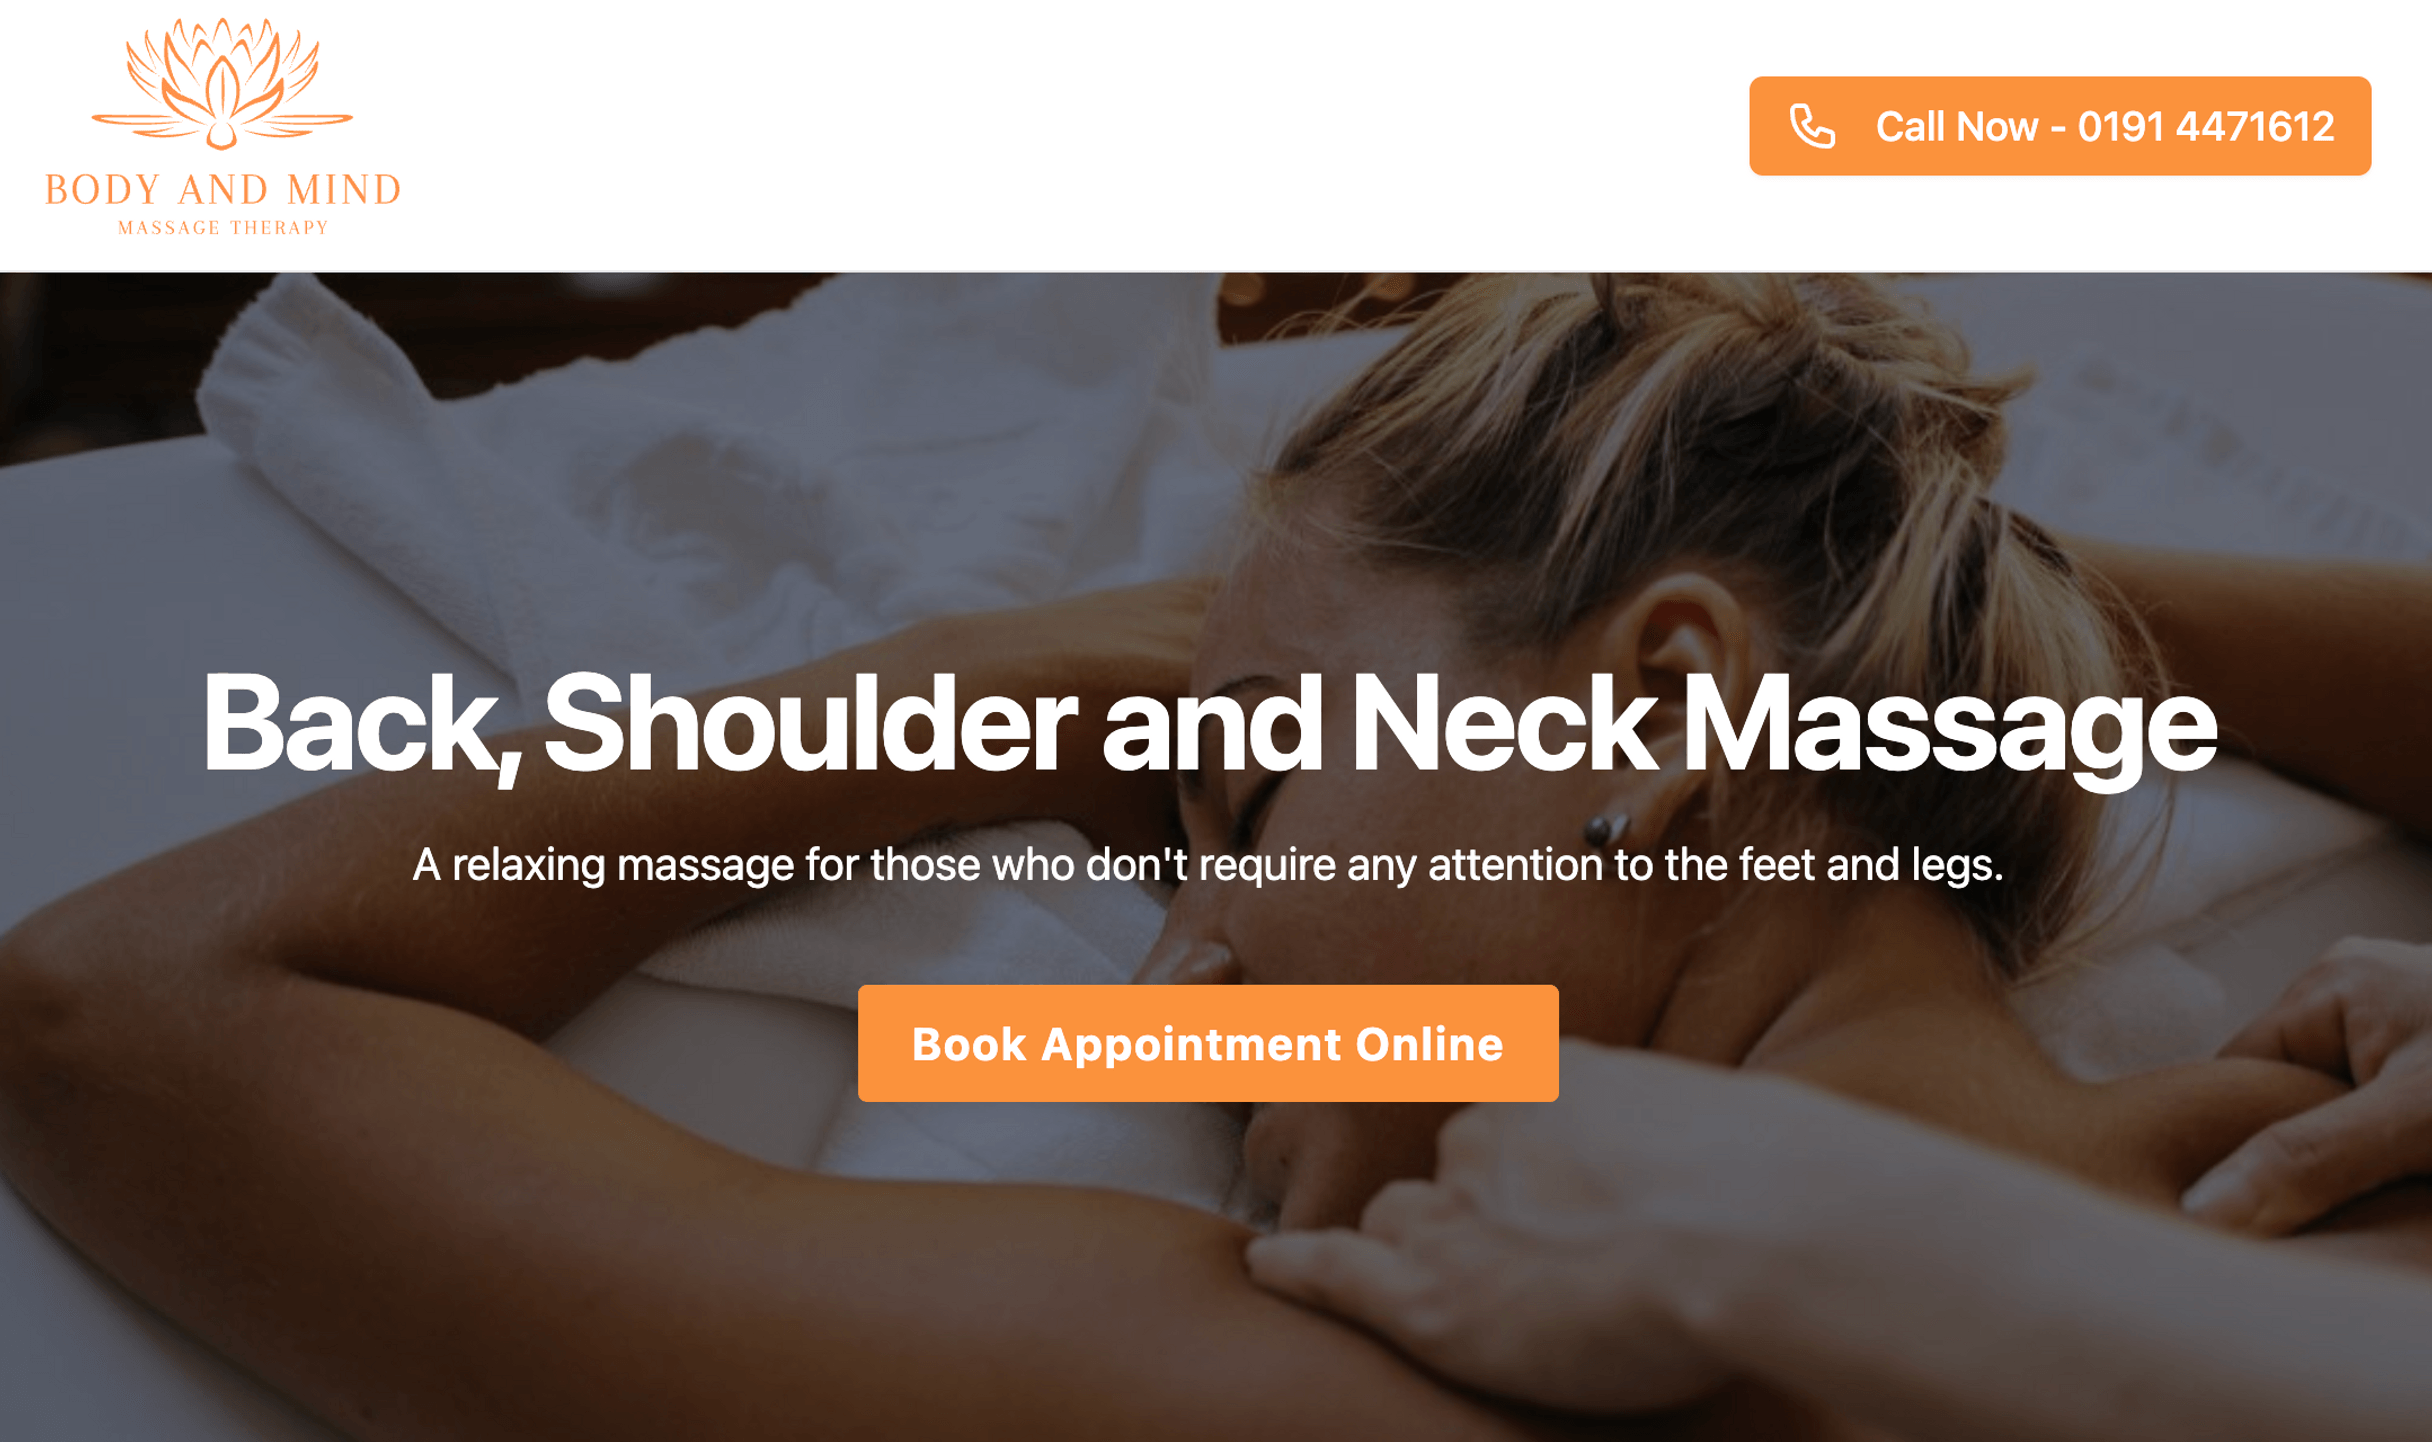 BODY AND MIND
MASSAGE THERAPY
Call Now - 0191 4471612
Back, Shoulder and Neck Massage
A relaxing massage for those who don't require any attention to the feet and legs.
Book Appointment Online